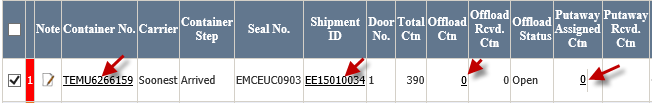 Note Container No. Carrier Container Step Seal No. Shipment ID Door No. Total Ctn Offload Ctn Offload Rcvd. Ctn Offload Status Putaway Assigned Ctn Putaway Rcvd. Ctn
1 TEMU6266159 Soonest Arrived EMCEUC0903 EE15010034 1 390 0 0 Open 0